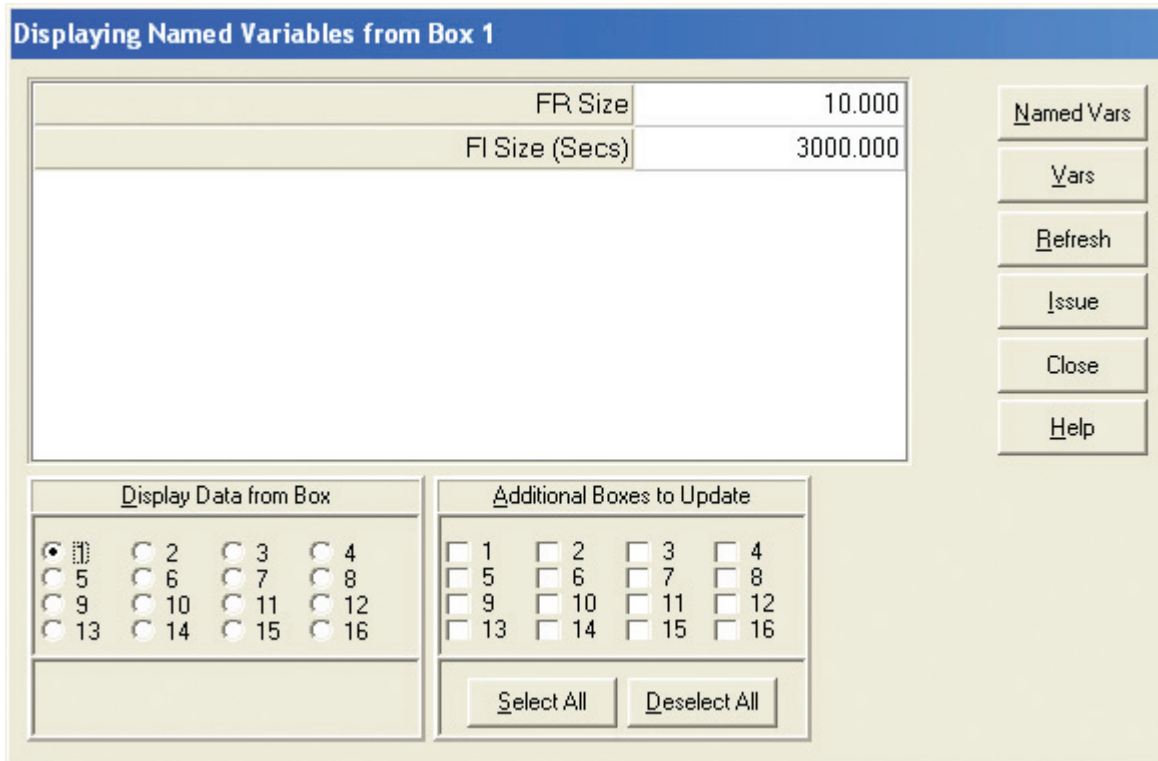 Displaying Named Variables from Box 1
FR Size 10.000
FI Size (Secs) 3000.000
Named Vars
Vars
Refresh
Issue
Close
Help
Display Data from Box
1 2 3 4
5 6 7 8
9 10 11 12
13 14 15 16
Additional Boxes to Update
1 2 3 4
5 6 7 8
9 10 11 12
13 14 15 16
Select All Deselect All